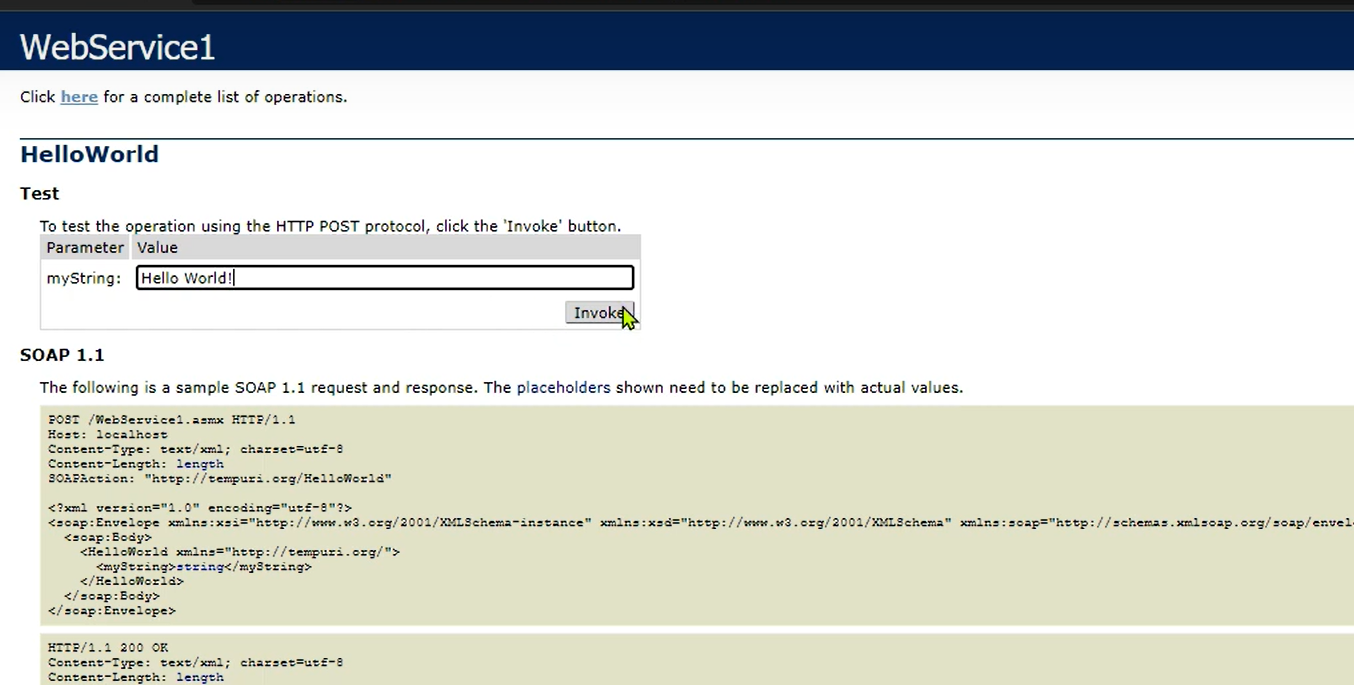 WebService1
Click here for a complete list of operations.
HelloWorld
Test
To test the operation using the HTTP POST protocol, click the 'Invoke' button.
Parameter Value
myString: Hello World!
Invoke
SOAP 1.1
The following is a sample SOAP 1.1 request and response. The placeholders shown need to be replaced with actual values.
POST /WebService1.asmx HTTP/1.1
Host: localhost
Content-Type: text/xml; charset=utf-8
Content-Length: length
SOAPAction: "http://tempuri.org/HelloWorld"
<?xml version="1.0" encoding="utf-8"?>
<soap:Envelope xmlns:xsi="http://www.w3.org/2001/XMLSchema-instance" xmlns:xsd="http://www.w3.org/2001/XMLSchema" xmlns:soap="http://schemas.xmlsoap.org/soap/envel
<soap:Body>
<HelloWorld xmlns="http://tempuri.org/">
<myString>string</myString>
</HelloWorld>
</soap:Body>
</soap:Envelope>
HTTP/1.1 200 OK
Content-Type: text/xml; charset=utf-8
Content-Length: length